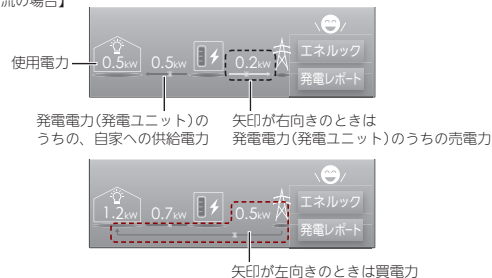 流の場合】
使用電力
0.5kw 0.5kw 0.2kw
エネルック
発電レポート
発電電力(発電ユニット)の
うちの、自家への供給電力
矢印が右向きのときは
発電電力(発電ユニット)のうちの売電力
1.2kw 0.7kw 0.5kw
エネルック
発電レポート
矢印が左向きのときは買電力